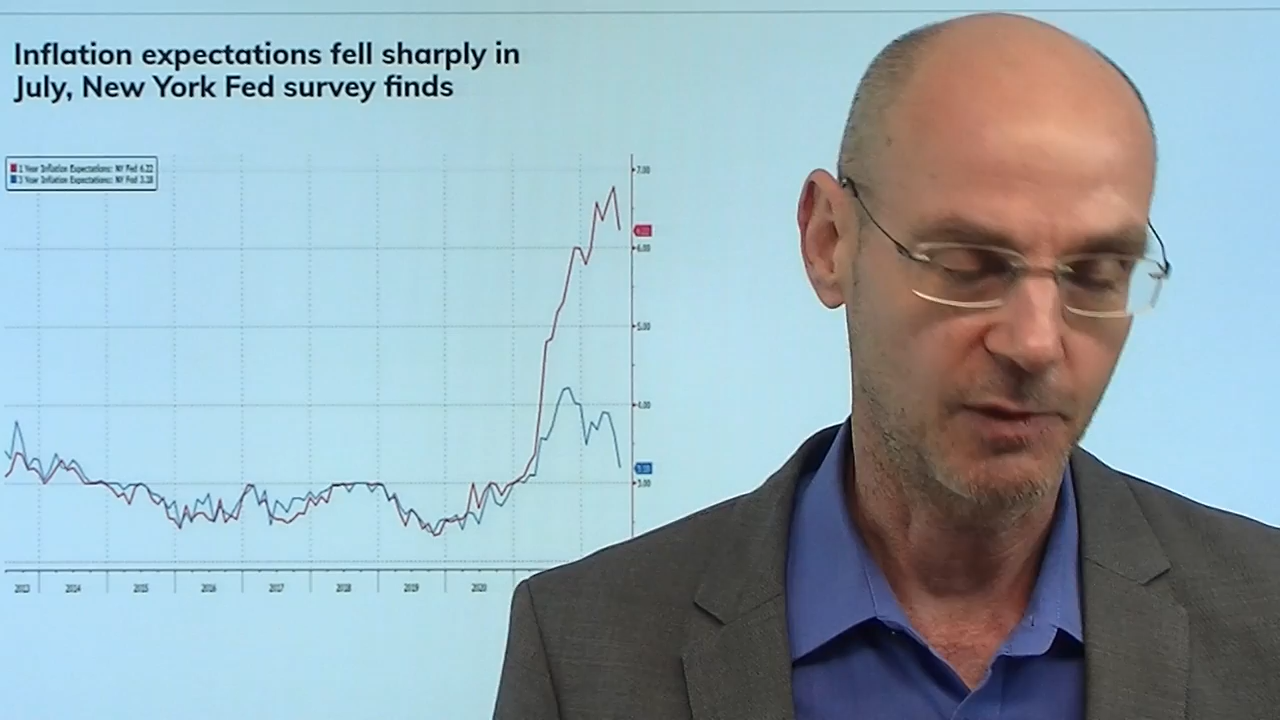 Inflation expectations fell sharply in
July, New York Fed survey finds
1 Year Inflation Expectations: NY Fed 6.22
3 Year Inflation Expectations: NY Fed 3.18
7.00
6.22
6.00
5.00
4.00
3.18
3.00
2013 2014 2015 2016 2017 2018 2019 2020